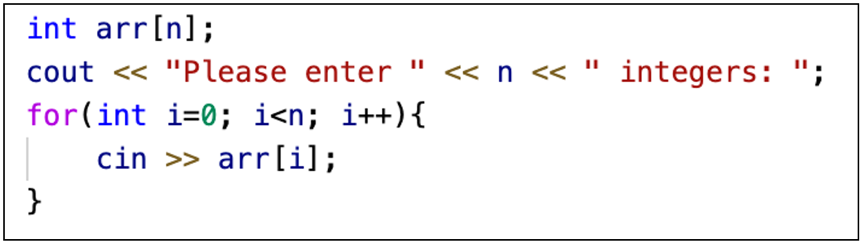 int arr[n];
cout << "Please enter " << n << " integers: ";
for(int i=0; i<n; i++){
    cin >> arr[i];
}